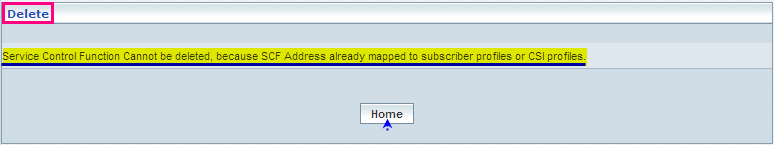 Delete
Service Control Function Cannot be deleted, because SCF Address already mapped to subscriber profiles or CSI profiles.
Home